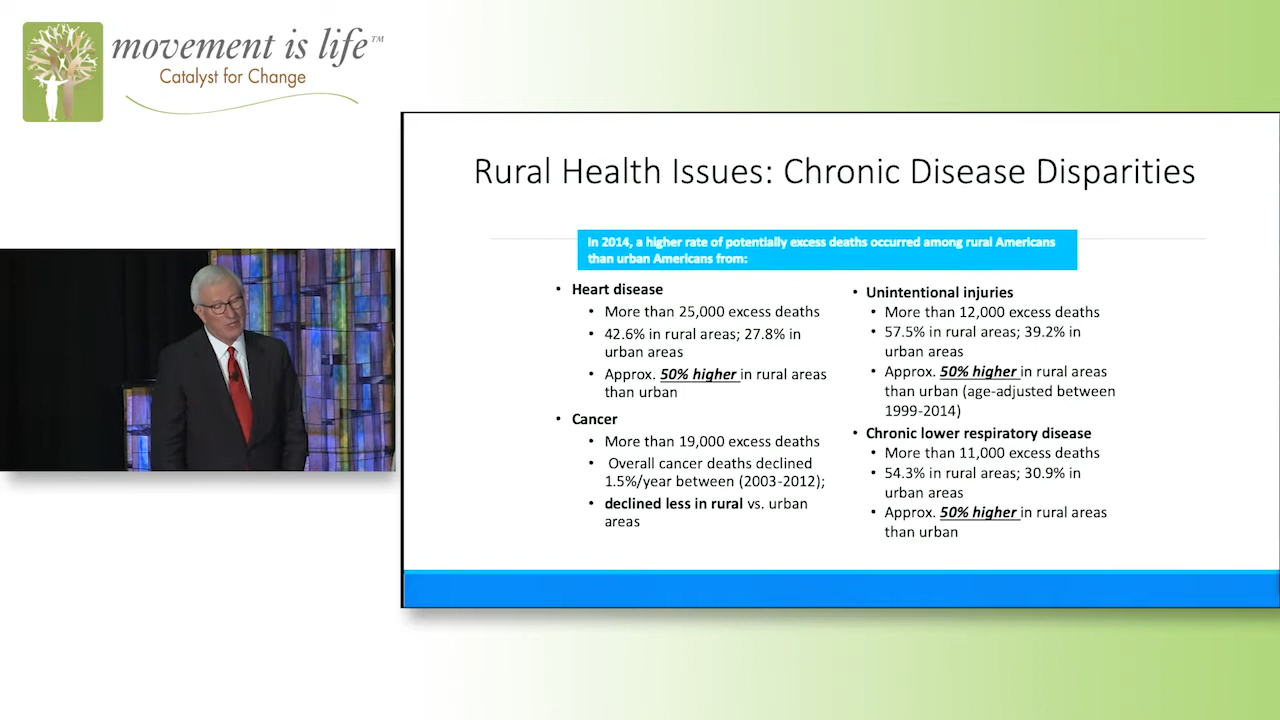 movement is life™
Catalyst for Change
Rural Health Issues: Chronic Disease Disparities
In 2014, a higher rate of potentially excess deaths occurred among rural Americans
than urban Americans from:
• Heart disease
• More than 25,000 excess deaths
• 42.6% in rural areas; 27.8% in
urban areas
• Approx. 50% higher in rural areas
than urban
• Cancer
• More than 19,000 excess deaths
• Overall cancer deaths declined
1.5%/year between (2003-2012);
• declined less in rural vs. urban
areas
• Unintentional injuries
• More than 12,000 excess deaths
• 57.5% in rural areas; 39.2% in
urban areas
• Approx. 50% higher in rural areas
than urban (age-adjusted between
1999-2014)
• Chronic lower respiratory disease
• More than 11,000 excess deaths
• 54.3% in rural areas; 30.9% in
urban areas
• Approx. 50% higher in rural areas
than urban